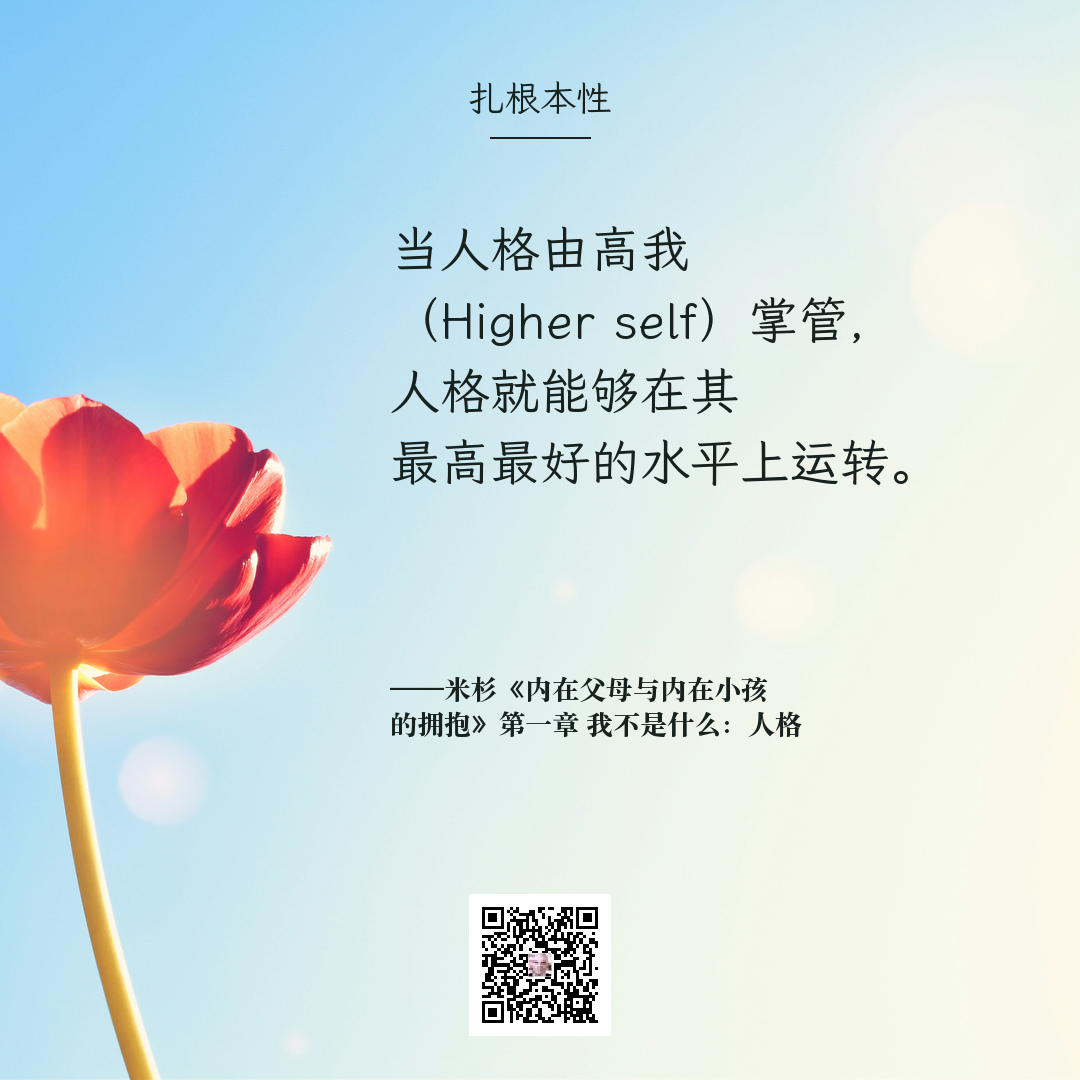 扎根本性
当人格由高我
（Higher self）掌管，
人格就能够在其
最高最好的水平上运转。
——米杉《内在父母与内在小孩
的拥抱》第一章 我不是什么：人格